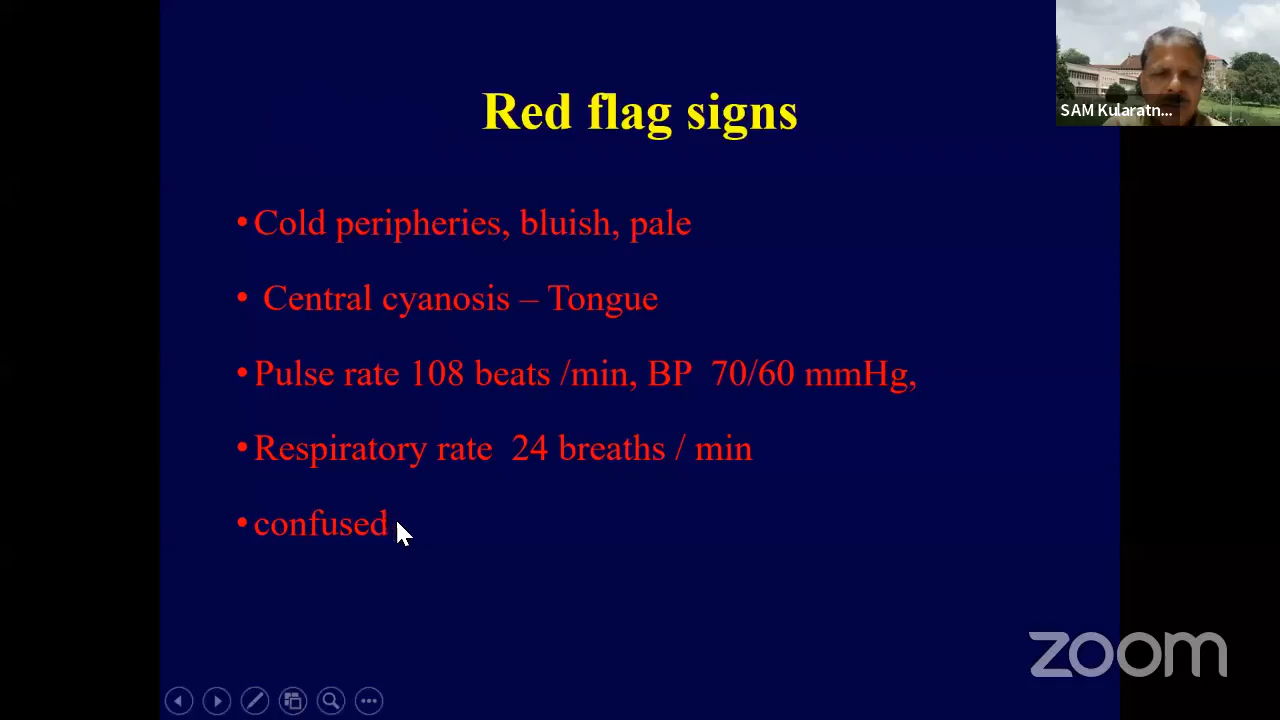 SAM Kularatn...
Red flag signs
•Cold peripheries, bluish, pale
• Central cyanosis – Tongue
•Pulse rate 108 beats /min, BP 70/60 mmHg,
•Respiratory rate 24 breaths / min
•confused
zoom